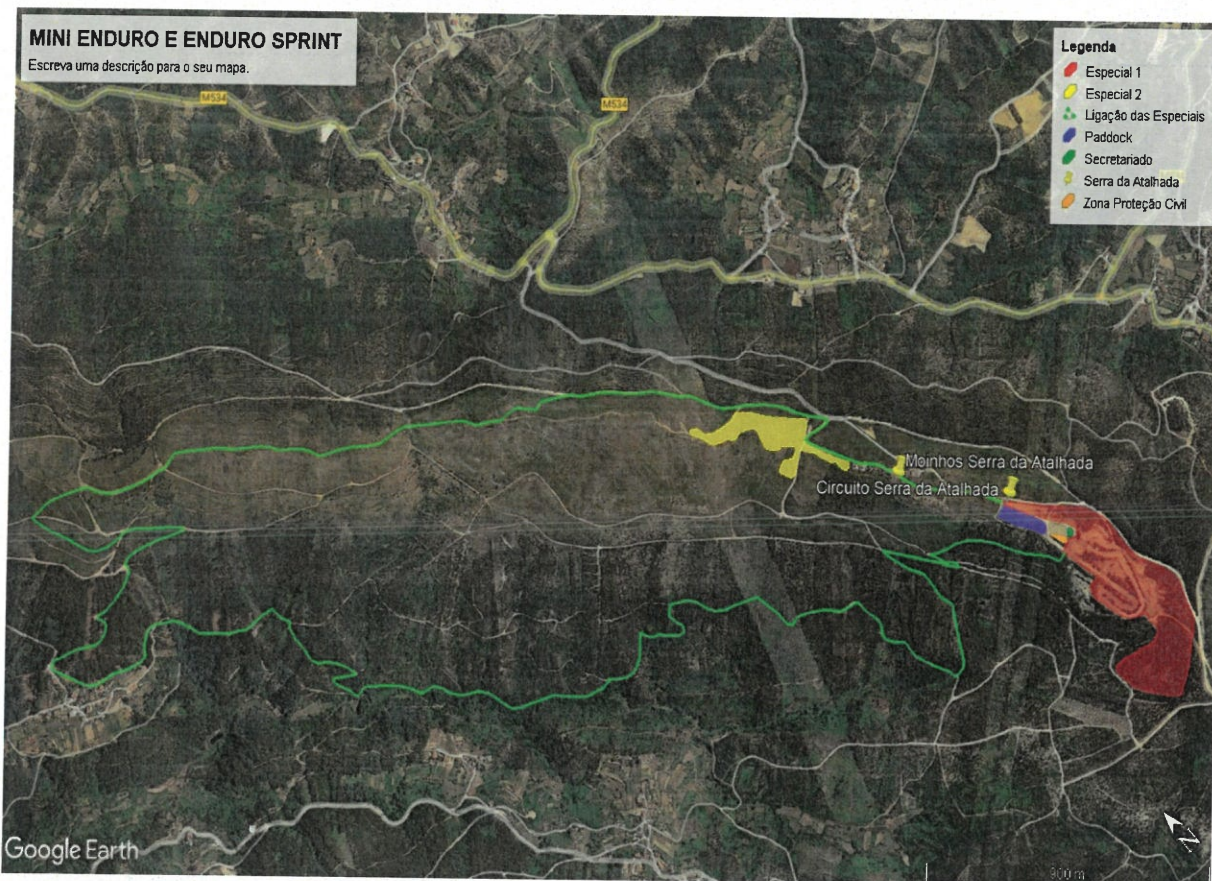 MINI ENDURO E ENDURO SPRINT
Escreva uma descrição para o seu mapa.
Legenda
Especial 1
Especial 2
Ligação das Especiais
Paddock
Secretariado
Serra da Atalhada
Zona Proteção Civil
M534
M534
Moinhos Serra da Atalhada
Circuito Serra da Atalhada
Google Earth
N
900 m